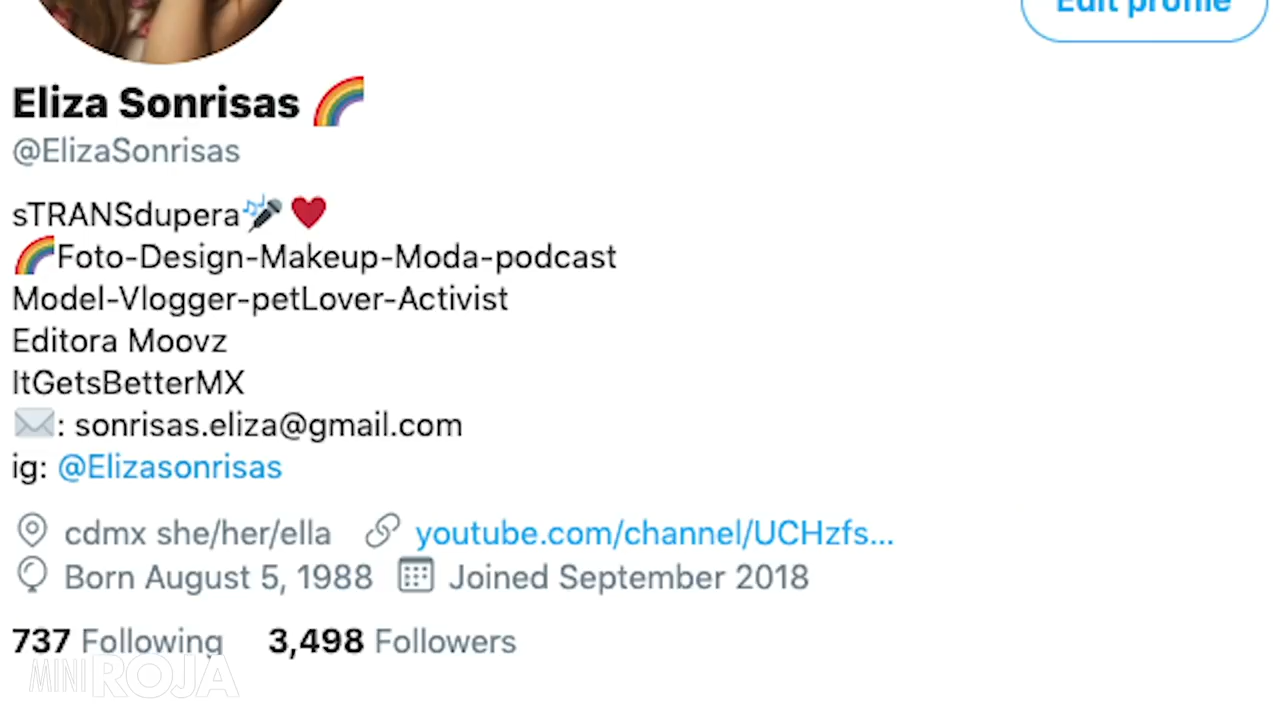 Edit profile
Eliza Sonrisas 🌈
@ElizaSonrisas
sTRANSdupera🎤❤️
🌈Foto-Design-Makeup-Moda-podcast
Model-Vlogger-petLover-Activist
Editora Moovz
ItGetsBetterMX
✉️: sonrisas.eliza@gmail.com
ig: @Elizasonrisas
cdmx she/her/ella youtube.com/channel/UCHzfs...
Born August 5, 1988 Joined September 2018
737 Following 3,498 Followers
MINI ROJA